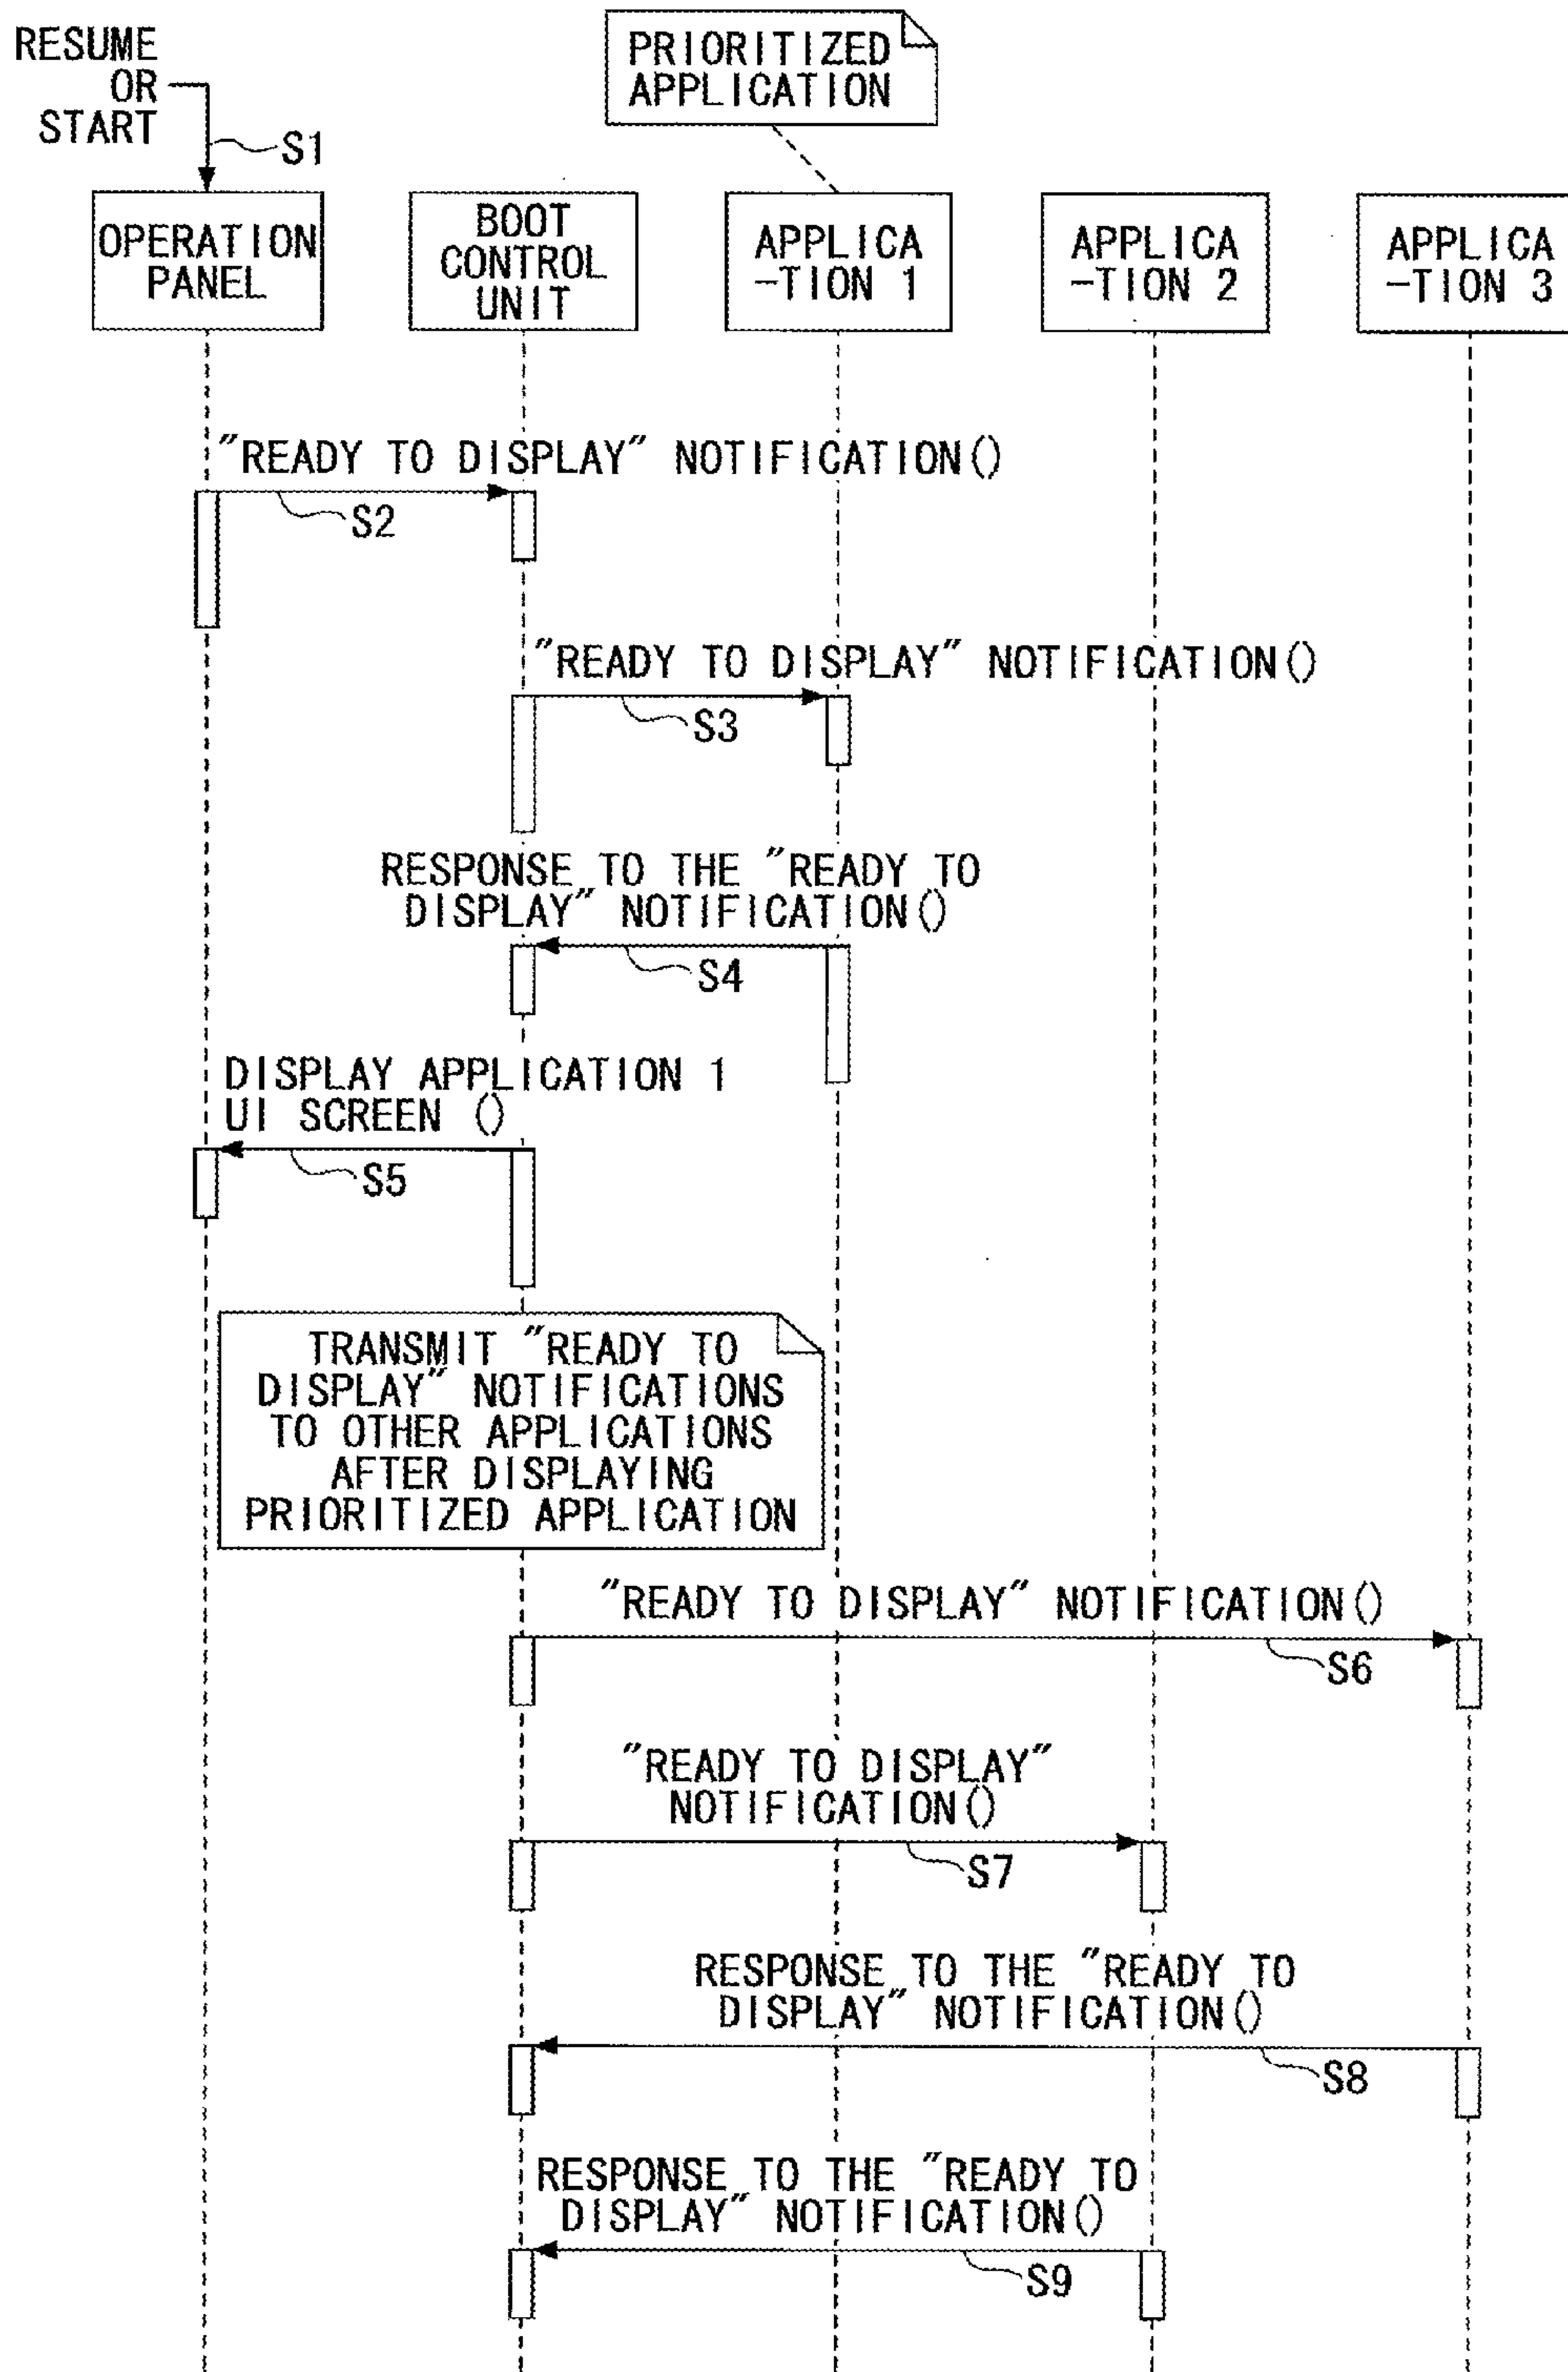 RESUME
OR
START
S1
PRIORITIZED
APPLICATION
OPERATION
PANEL
BOOT
CONTROL
UNIT
APPLICA
-TION 1
APPLICA
-TION 2
APPLICA
-TION 3
"READY TO DISPLAY" NOTIFICATION()
S2
"READY TO DISPLAY" NOTIFICATION()
S3
RESPONSE TO THE "READY TO
DISPLAY" NOTIFICATION()
S4
DISPLAY APPLICATION 1
UI SCREEN ()
S5
TRANSMIT "READY TO
DISPLAY" NOTIFICATIONS
TO OTHER APPLICATIONS
AFTER DISPLAYING
PRIORITIZED APPLICATION
"READY TO DISPLAY" NOTIFICATION()
S6
"READY TO DISPLAY"
NOTIFICATION()
S7
RESPONSE TO THE "READY TO
DISPLAY" NOTIFICATION()
S8
RESPONSE TO THE "READY TO
DISPLAY" NOTIFICATION()
S9